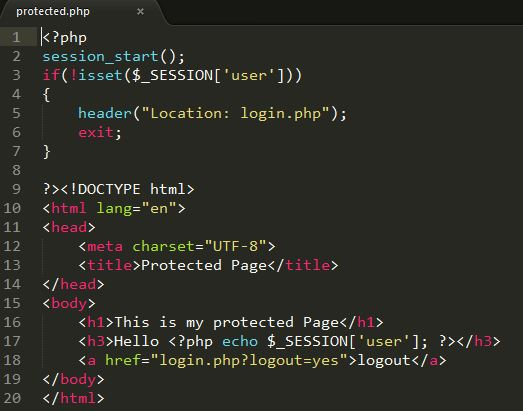 protected.php ×
1 <?php
2 session_start();
3 if(!isset($_SESSION['user']))
4 {
5     header("Location: login.php");
6     exit;
7 }
8
9 ?><!DOCTYPE html>
10 <html lang="en">
11 <head>
12     <meta charset="UTF-8">
13     <title>Protected Page</title>
14 </head>
15 <body>
16     <h1>This is my protected Page</h1>
17     <h3>Hello <?php echo $_SESSION['user']; ?></h3>
18     <a href="login.php?logout=yes">logout</a>
19 </body>
20 </html>